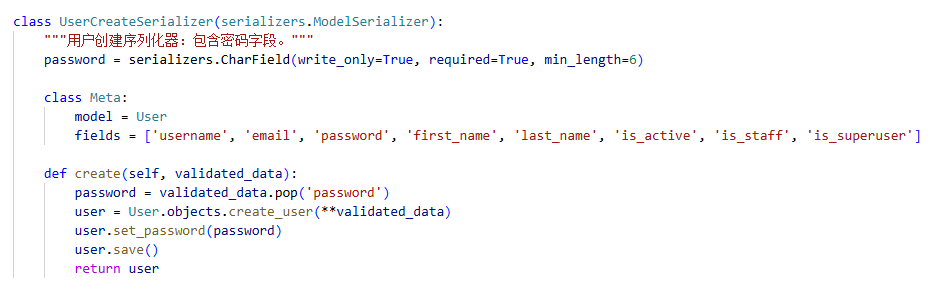 class UserCreateSerializer(serializers.ModelSerializer):
    """用户创建序列化器：包含密码字段。"""
    password = serializers.CharField(write_only=True, required=True, min_length=6)

    class Meta:
        model = User
        fields = ['username', 'email', 'password', 'first_name', 'last_name', 'is_active', 'is_staff', 'is_superuser']

    def create(self, validated_data):
        password = validated_data.pop('password')
        user = User.objects.create_user(**validated_data)
        user.set_password(password)
        user.save()
        return user